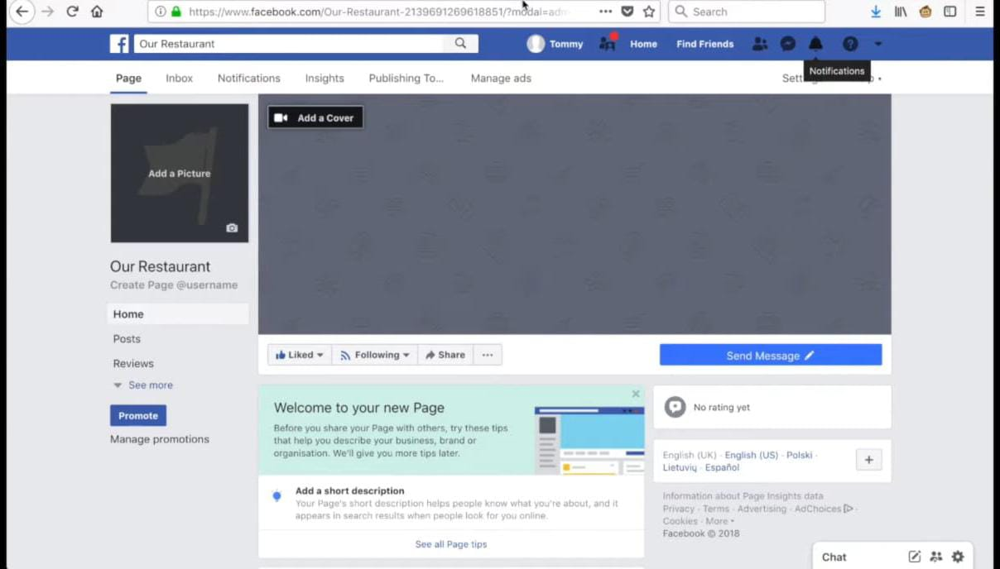 https://www.facebook.com/Our-Restaurant-2139691269618851/?modal=adm
Search
Our Restaurant
Tommy
Home
Find Friends
Notifications
Page
Inbox
Notifications
Insights
Publishing To...
Manage ads
Add a Cover
Add a Picture
Our Restaurant
Create Page @username
Home
Posts
Reviews
See more
Promote
Manage promotions
Liked
Following
Share
Send Message
Welcome to your new Page
Before you share your Page with others, try these tips
that help you describe your business, brand or
organisation. We'll give you more tips later.
Add a short description
Your Page's short description helps people know what you're about, and it
appears in search results when people look for you online.
See all Page tips
No rating yet
English (UK) · English (US) · Polski ·
Lietuvių · Español
Information about Page Insights data
Privacy · Terms · Advertising · AdChoices ·
Cookies · More
Facebook © 2018
Chat